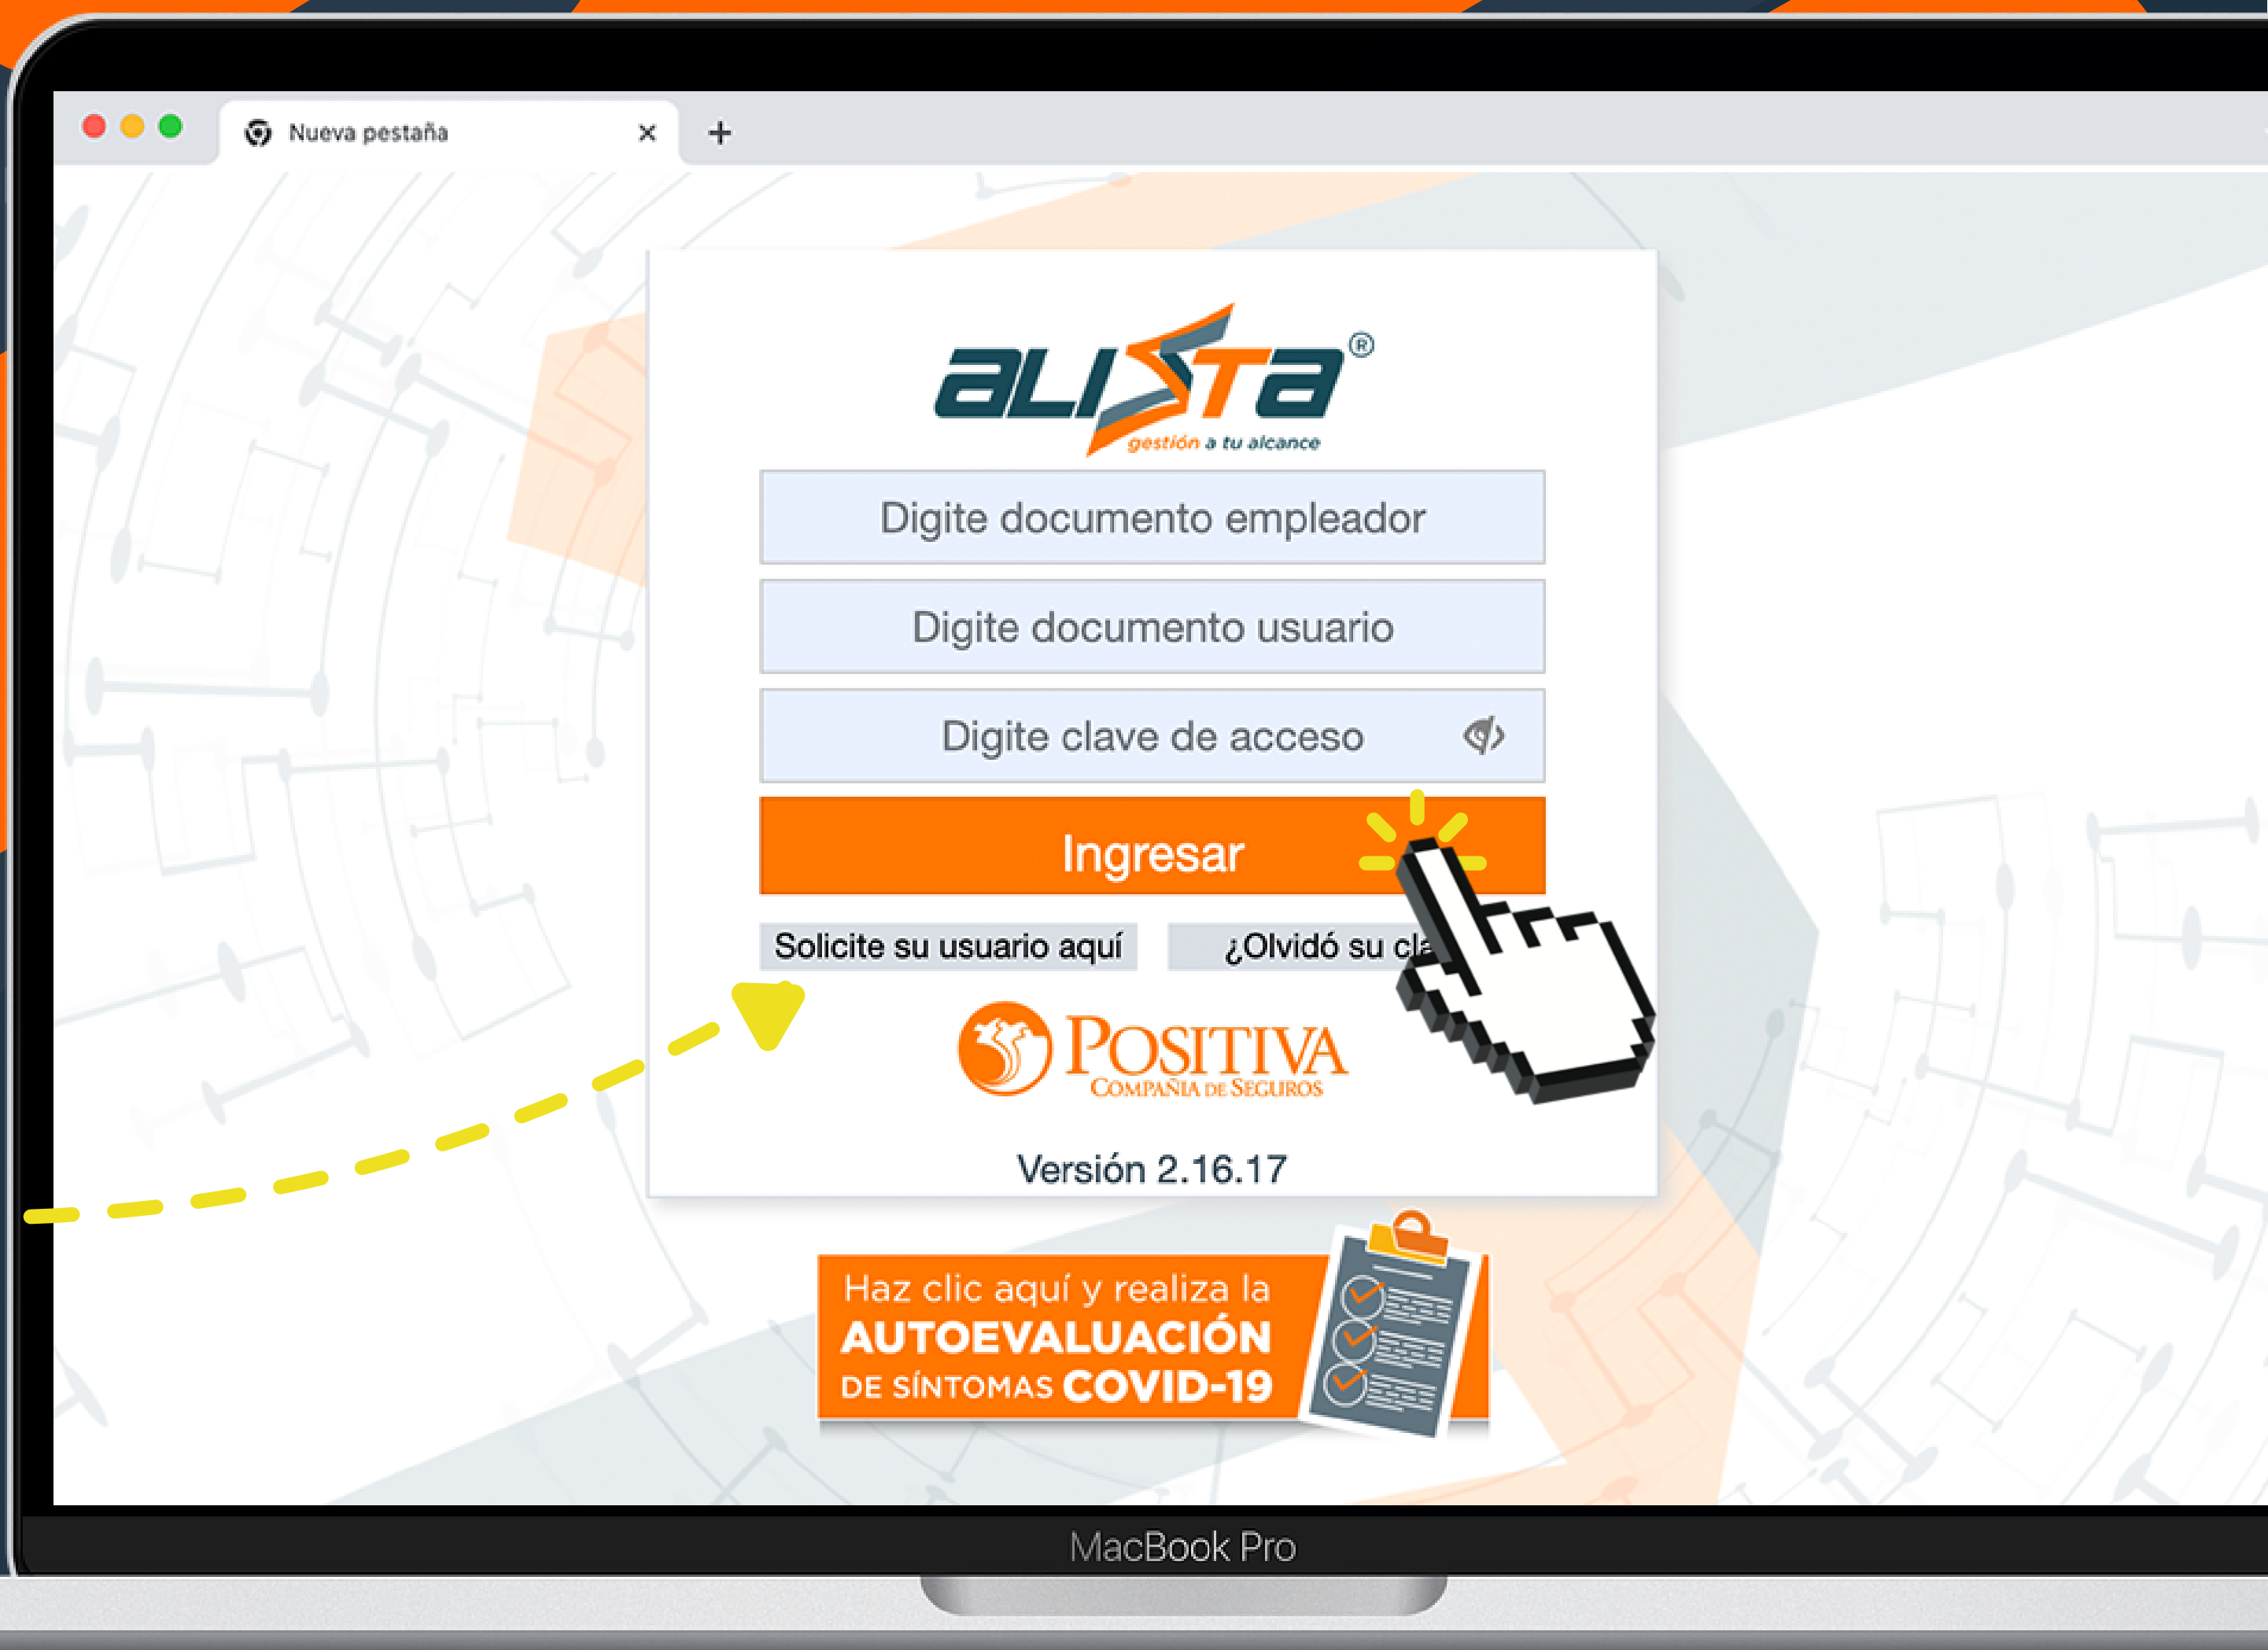 Nueva pestaña
ALISTA®
gestión a tu alcance
Digite documento empleador
Digite documento usuario
Digite clave de acceso
Ingresar
Solicite su usuario aquí
¿Olvidó su
POSITIVA
COMPAÑIA DE SEGUROS
Versión 2.16.17
Haz clic aquí y realiza la
AUTOEVALUACIÓN
DE SÍNTOMAS COVID-19
MacBook Pro